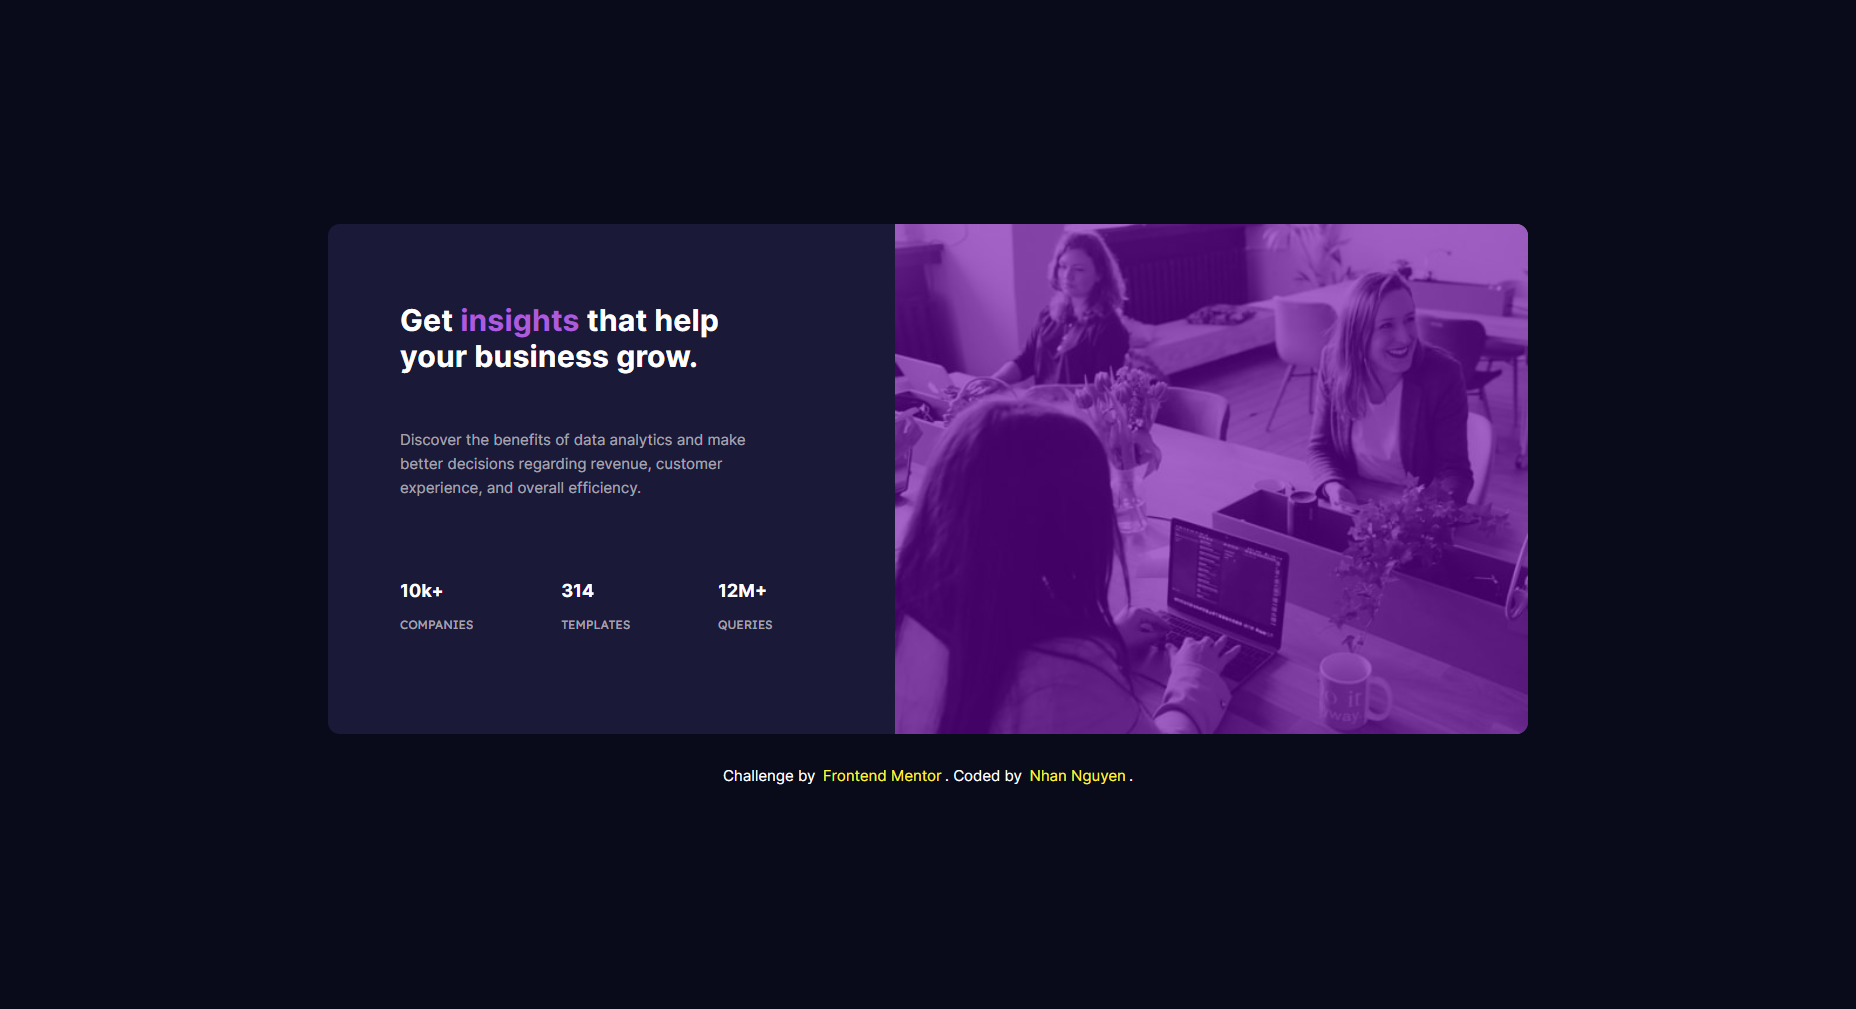 Get insights that help
your business grow.
Discover the benefits of data analytics and make
better decisions regarding revenue, customer
experience, and overall efficiency.
10k+ 314 12M+
COMPANIES TEMPLATES QUERIES
Challenge by Frontend Mentor. Coded by Nhan Nguyen.